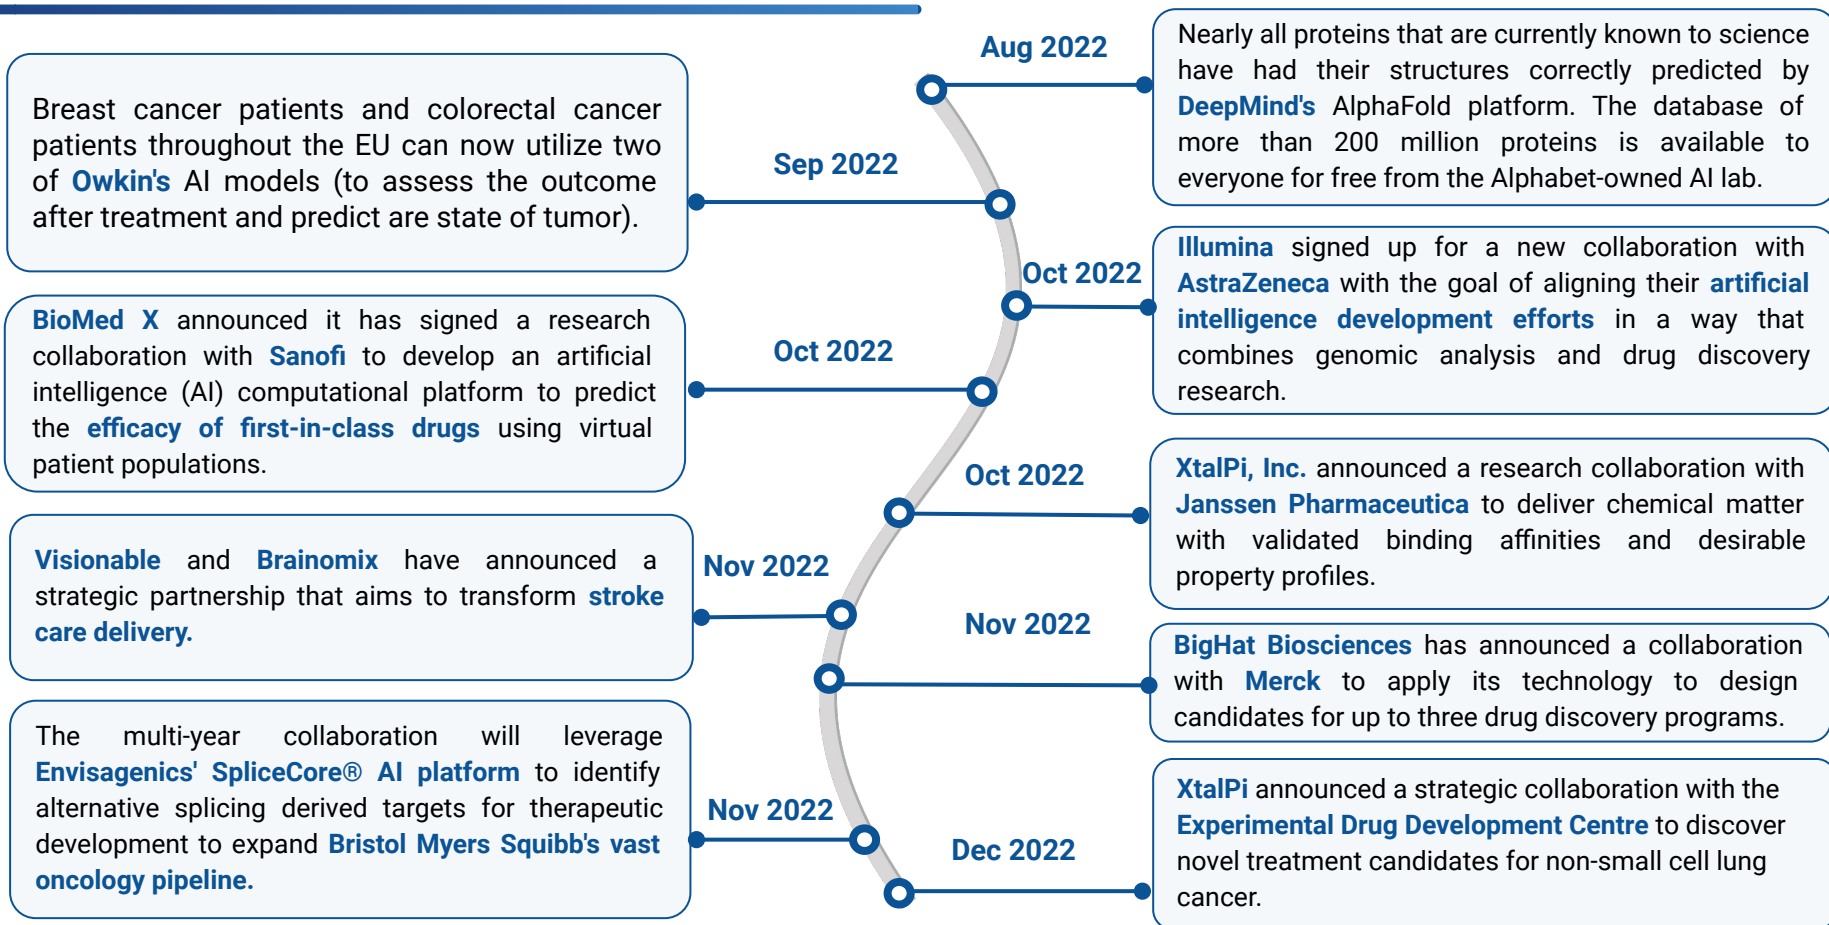 Aug 2022
Nearly all proteins that are currently known to science
have had their structures correctly predicted by
DeepMind's AlphaFold platform. The database of
more than 200 million proteins is available to
everyone for free from the Alphabet-owned AI lab.
Sep 2022
Breast cancer patients and colorectal cancer
patients throughout the EU can now utilize two
of Owkin's AI models (to assess the outcome
after treatment and predict are state of tumor).
Oct 2022
Illumina signed up for a new collaboration with
AstraZeneca with the goal of aligning their artificial
intelligence development efforts in a way that
combines genomic analysis and drug discovery
research.
Oct 2022
BioMed X announced it has signed a research
collaboration with Sanofi to develop an artificial
intelligence (AI) computational platform to predict
the efficacy of first-in-class drugs using virtual
patient populations.
Oct 2022
XtalPi, Inc. announced a research collaboration with
Janssen Pharmaceutica to deliver chemical matter
with validated binding affinities and desirable
property profiles.
Nov 2022
Visionable and Brainomix have announced a
strategic partnership that aims to transform stroke
care delivery.
Nov 2022
BigHat Biosciences has announced a collaboration
with Merck to apply its technology to design
candidates for up to three drug discovery programs.
Nov 2022
The multi-year collaboration will leverage
Envisagenics' SpliceCore® AI platform to identify
alternative splicing derived targets for therapeutic
development to expand Bristol Myers Squibb's vast
oncology pipeline.
Dec 2022
XtalPi announced a strategic collaboration with the
Experimental Drug Development Centre to discover
novel treatment candidates for non-small cell lung
cancer.